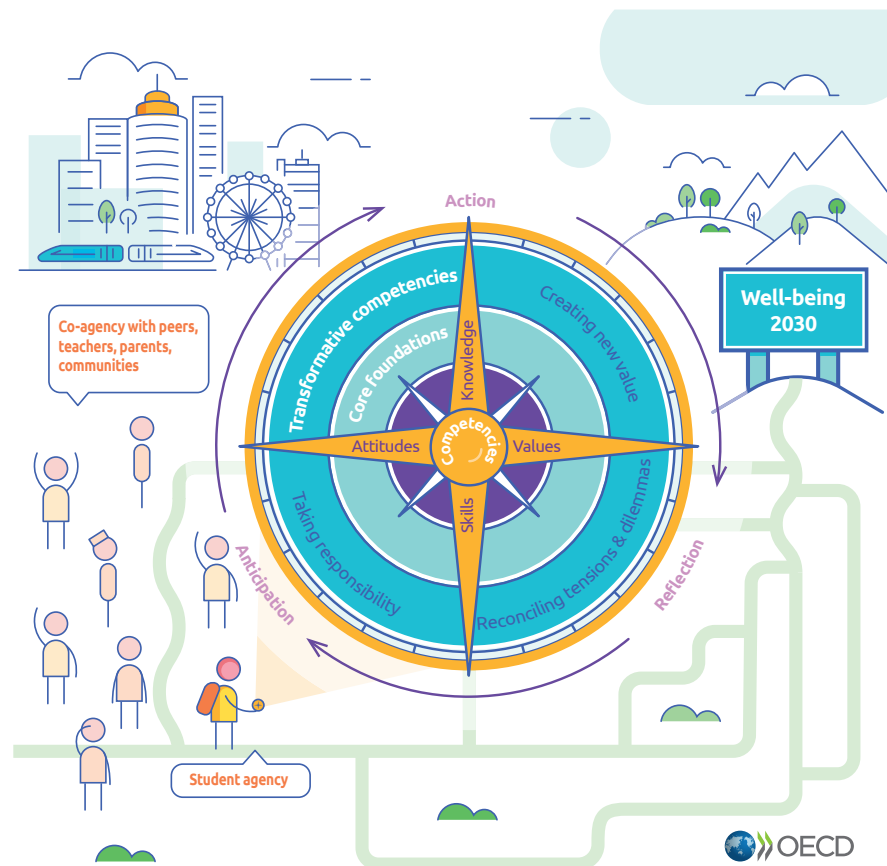 Action
Transformative competencies
Creating new value
Core foundations
Well-being
2030
Co-agency with peers,
teachers, parents,
communities
Knowledge
Attitudes
Competencies
Values
Skills
Taking responsibility
Reconciling tensions & dilemmas
Anticipation
Reflection
Student agency
OECD